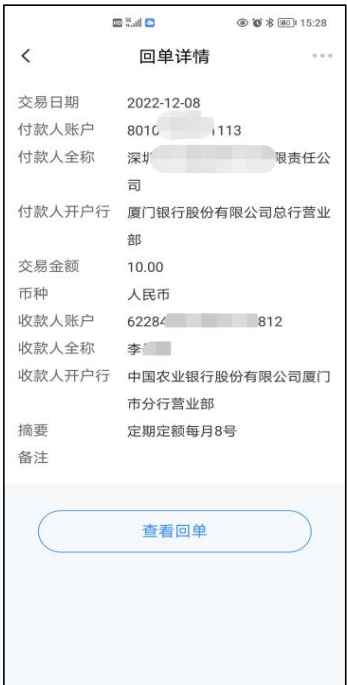 HD 5G 80 15:28
回单详情
交易日期 2022-12-08
付款人账户 8010 1113
付款人全称 深圳 限责任公
司
付款人开户行 厦门银行股份有限公司总行营业
部
交易金额 10.00
币种 人民币
收款人账户 62284 812
收款人全称 李
收款人开户行 中国农业银行股份有限公司厦门
市分行营业部
摘要 定期定额每月8号
备注
查看回单